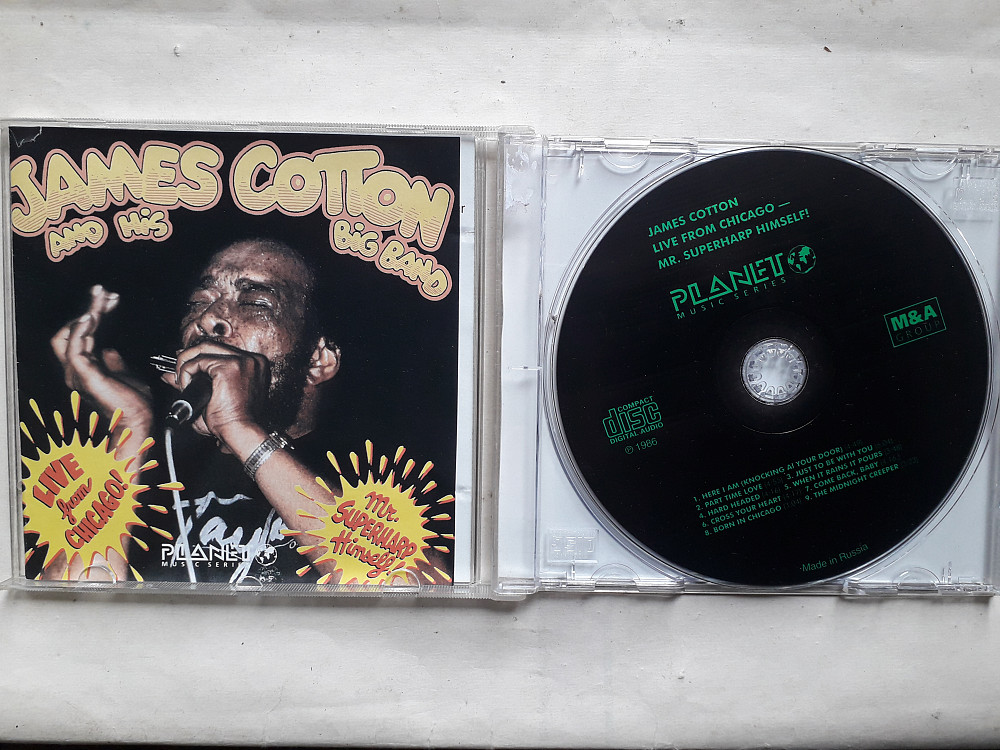 JAMES COTTON
AND HIS
BIG BAND
LIVE
from
CHICAGO!
Mr.
SUPERHARP
Himself!
PLANET
MUSIC SERIES
JAMES COTTON
LIVE FROM CHICAGO —
MR. SUPERHARP HIMSELF!
PLANET
MUSIC SERIES
M&A
GROUP
COMPACT
disc
DIGITAL AUDIO
℗ 1986
1. HERE I AM (KNOCKING AI YOUR DOOR)
2. PART TIME LOVE 3. JUST TO BE WITH YOU
4. HARD HEADED 5. WHEN IT RAINS IT POURS
6. CROSS YOUR HEART 7. COME BACK, BABY
8. BORN IN CHICAGO 9. THE MIDNIGHT CREEPER
Made in Russia